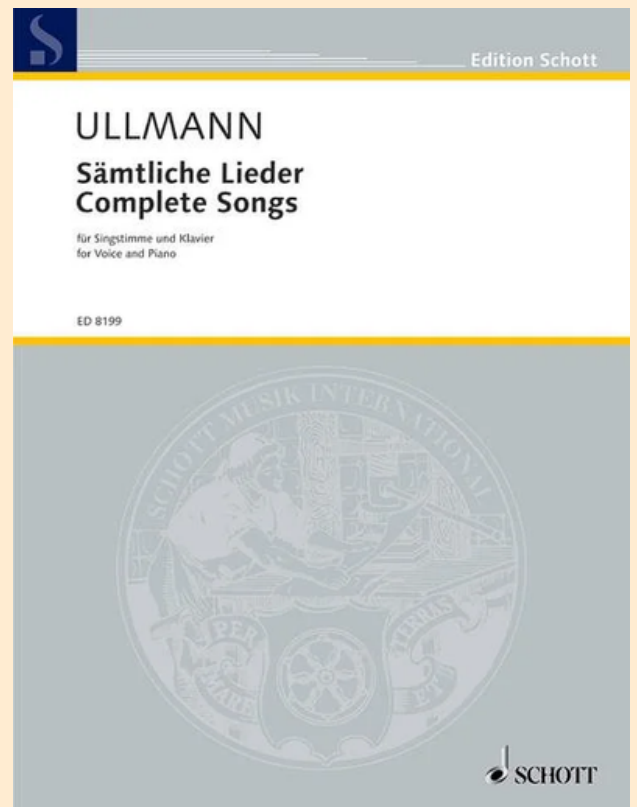 Edition Schott
ULLMANN
Sämtliche Lieder
Complete Songs
für Singstimme und Klavier
for Voice and Piano
ED 8199
SCHOTT MUSIK INTERNATIONAL
PER MARE ET TERRAS
SCHOTT